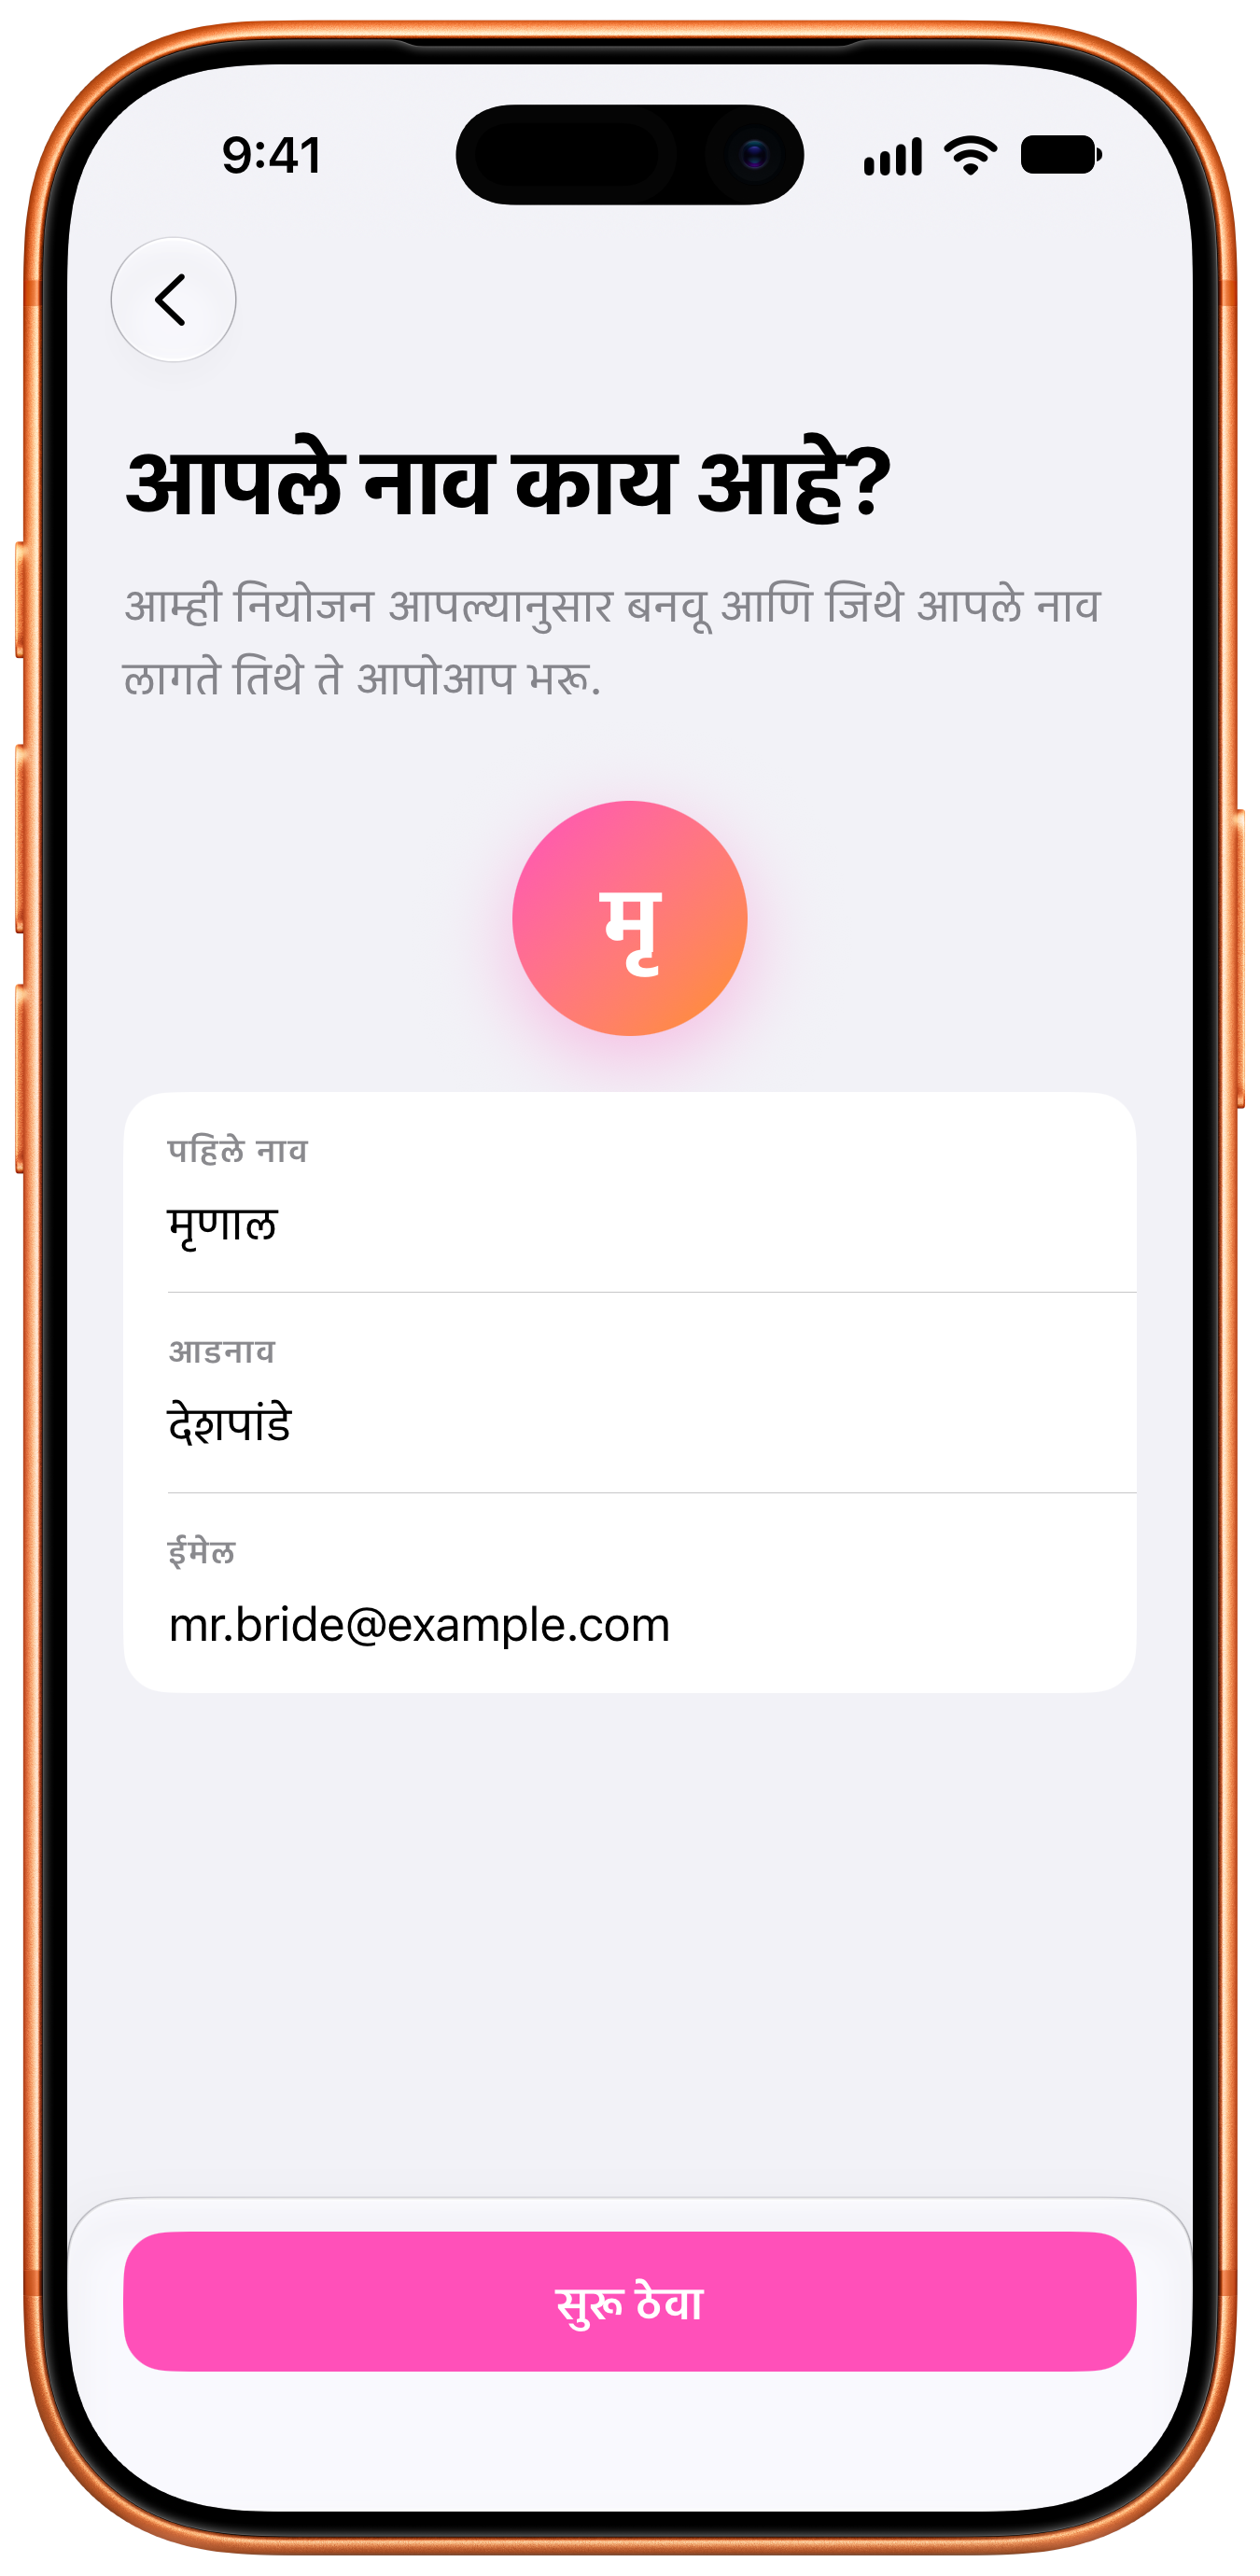 9:41
आपले नाव काय आहे?
आम्ही नियोजन आपल्यानुसार बनवू आणि जिथे आपले नाव
लागते तिथे ते आपोआप भरू.
मृ
पहिले नाव
मृणाल
आडनाव
देशपांडे
ईमेल
mr.bride@example.com
सुरू ठेवा